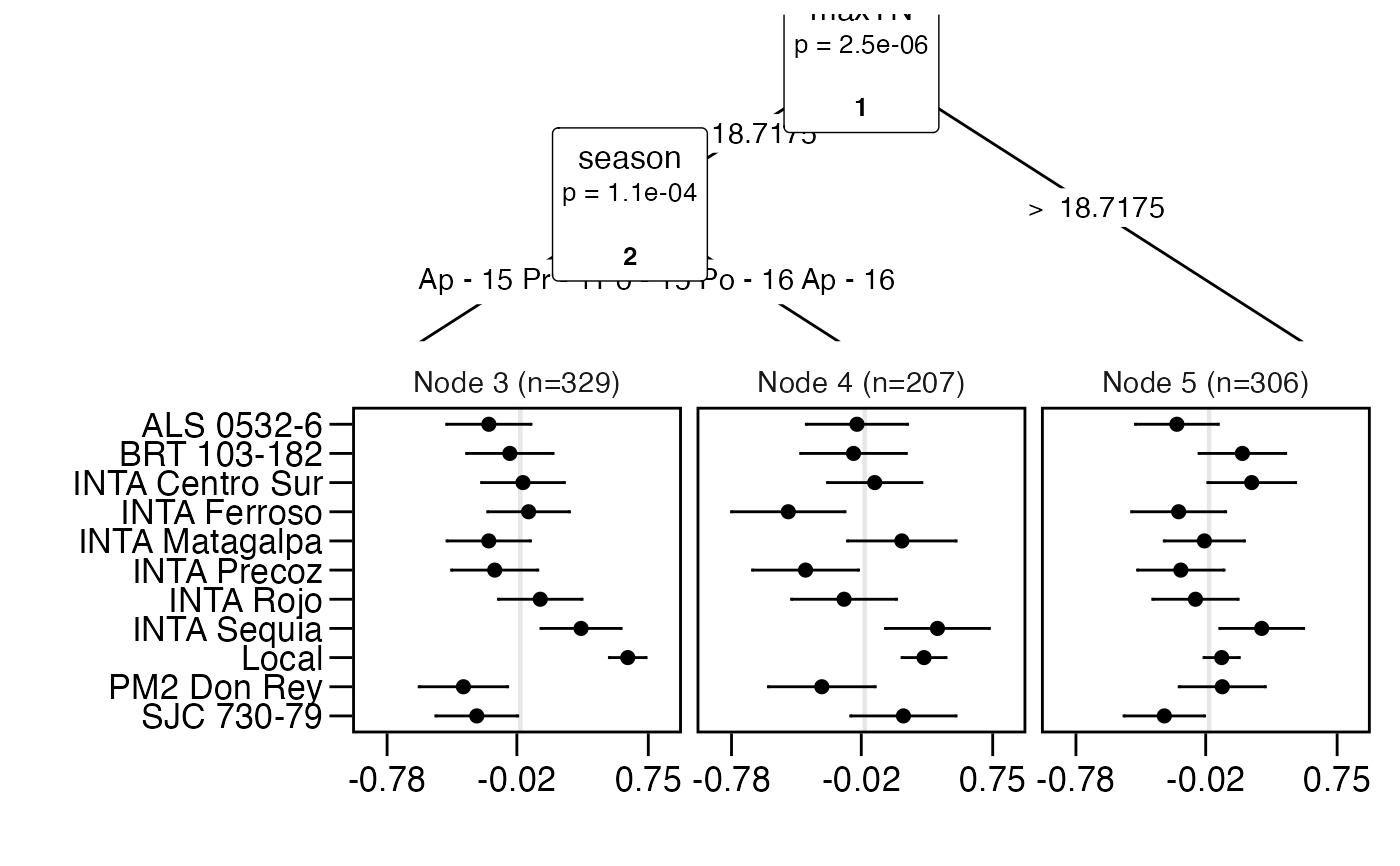 maxTN
p = 2.5e-06
1
18.7175
season
p = 1.1e-04
2
> 18.7175
Ap - 15 Pr - 15 Po - 16 Ap - 16
Node 3 (n=329)
Node 4 (n=207)
Node 5 (n=306)
ALS 0532-6
BRT 103-182
INTA Centro Sur
INTA Ferroso
INTA Matagalpa
INTA Precoz
INTA Rojo
INTA Sequia
Local
PM2 Don Rey
SJC 730-79
-0.78 -0.02 0.75 -0.78 -0.02 0.75 -0.78 -0.02 0.75